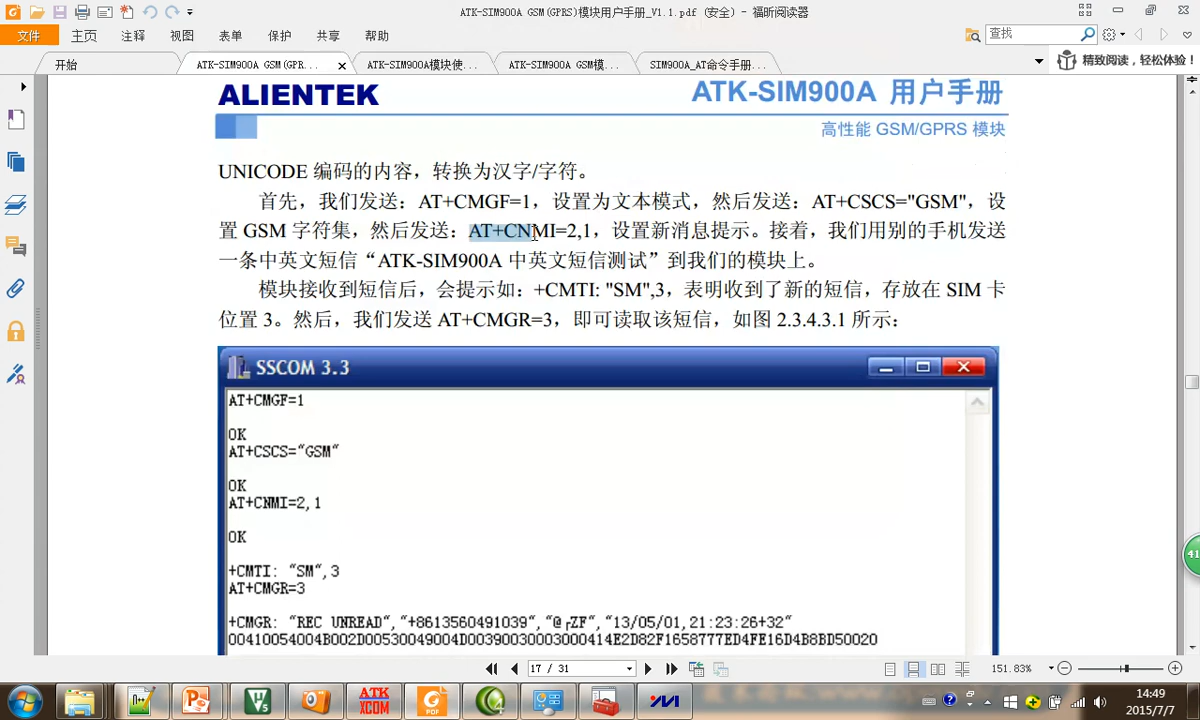 ATK-SIM900A GSM(GPRS)模块用户手册_V1.1.pdf (安全) - 福昕阅读器
文件 主页 注释 视图 表单 保护 共享 帮助 查找
开始 ATK-SIM900A GSM(GPR... ATK-SIM900A模块使... ATK-SIM900A GSM模... SIM900A_AT命令手册... 精致阅读，轻松体验！
ALIENTEK ATK-SIM900A 用户手册
高性能 GSM/GPRS 模块
UNICODE 编码的内容，转换为汉字/字符。
首先，我们发送：AT+CMGF=1，设置为文本模式，然后发送：AT+CSCS="GSM"，设
置 GSM 字符集，然后发送：AT+CNMI=2,1，设置新消息提示。接着，我们用别的手机发送
一条中英文短信“ATK-SIM900A 中英文短信测试”到我们的模块上。
模块接收到短信后，会提示如：+CMTI: "SM",3，表明收到了新的短信，存放在 SIM 卡
位置 3。然后，我们发送 AT+CMGR=3，即可读取该短信，如图 2.3.4.3.1 所示：
SSCOM 3.3
AT+CMGF=1
OK
AT+CSCS="GSM"
OK
AT+CNMI=2,1
OK
+CMTI: "SM",3
AT+CMGR=3
+CMGR: "REC UNREAD","+8613560491039","@┌ZF","13/05/01,21:23:26+32"
00410054004B002D00530049004D00390030003000414E2D82F1658777ED4FE16D4B8BD50020
41
17 / 31 151.83%
ATK
XCOM
PDF
14:49
2015/7/7